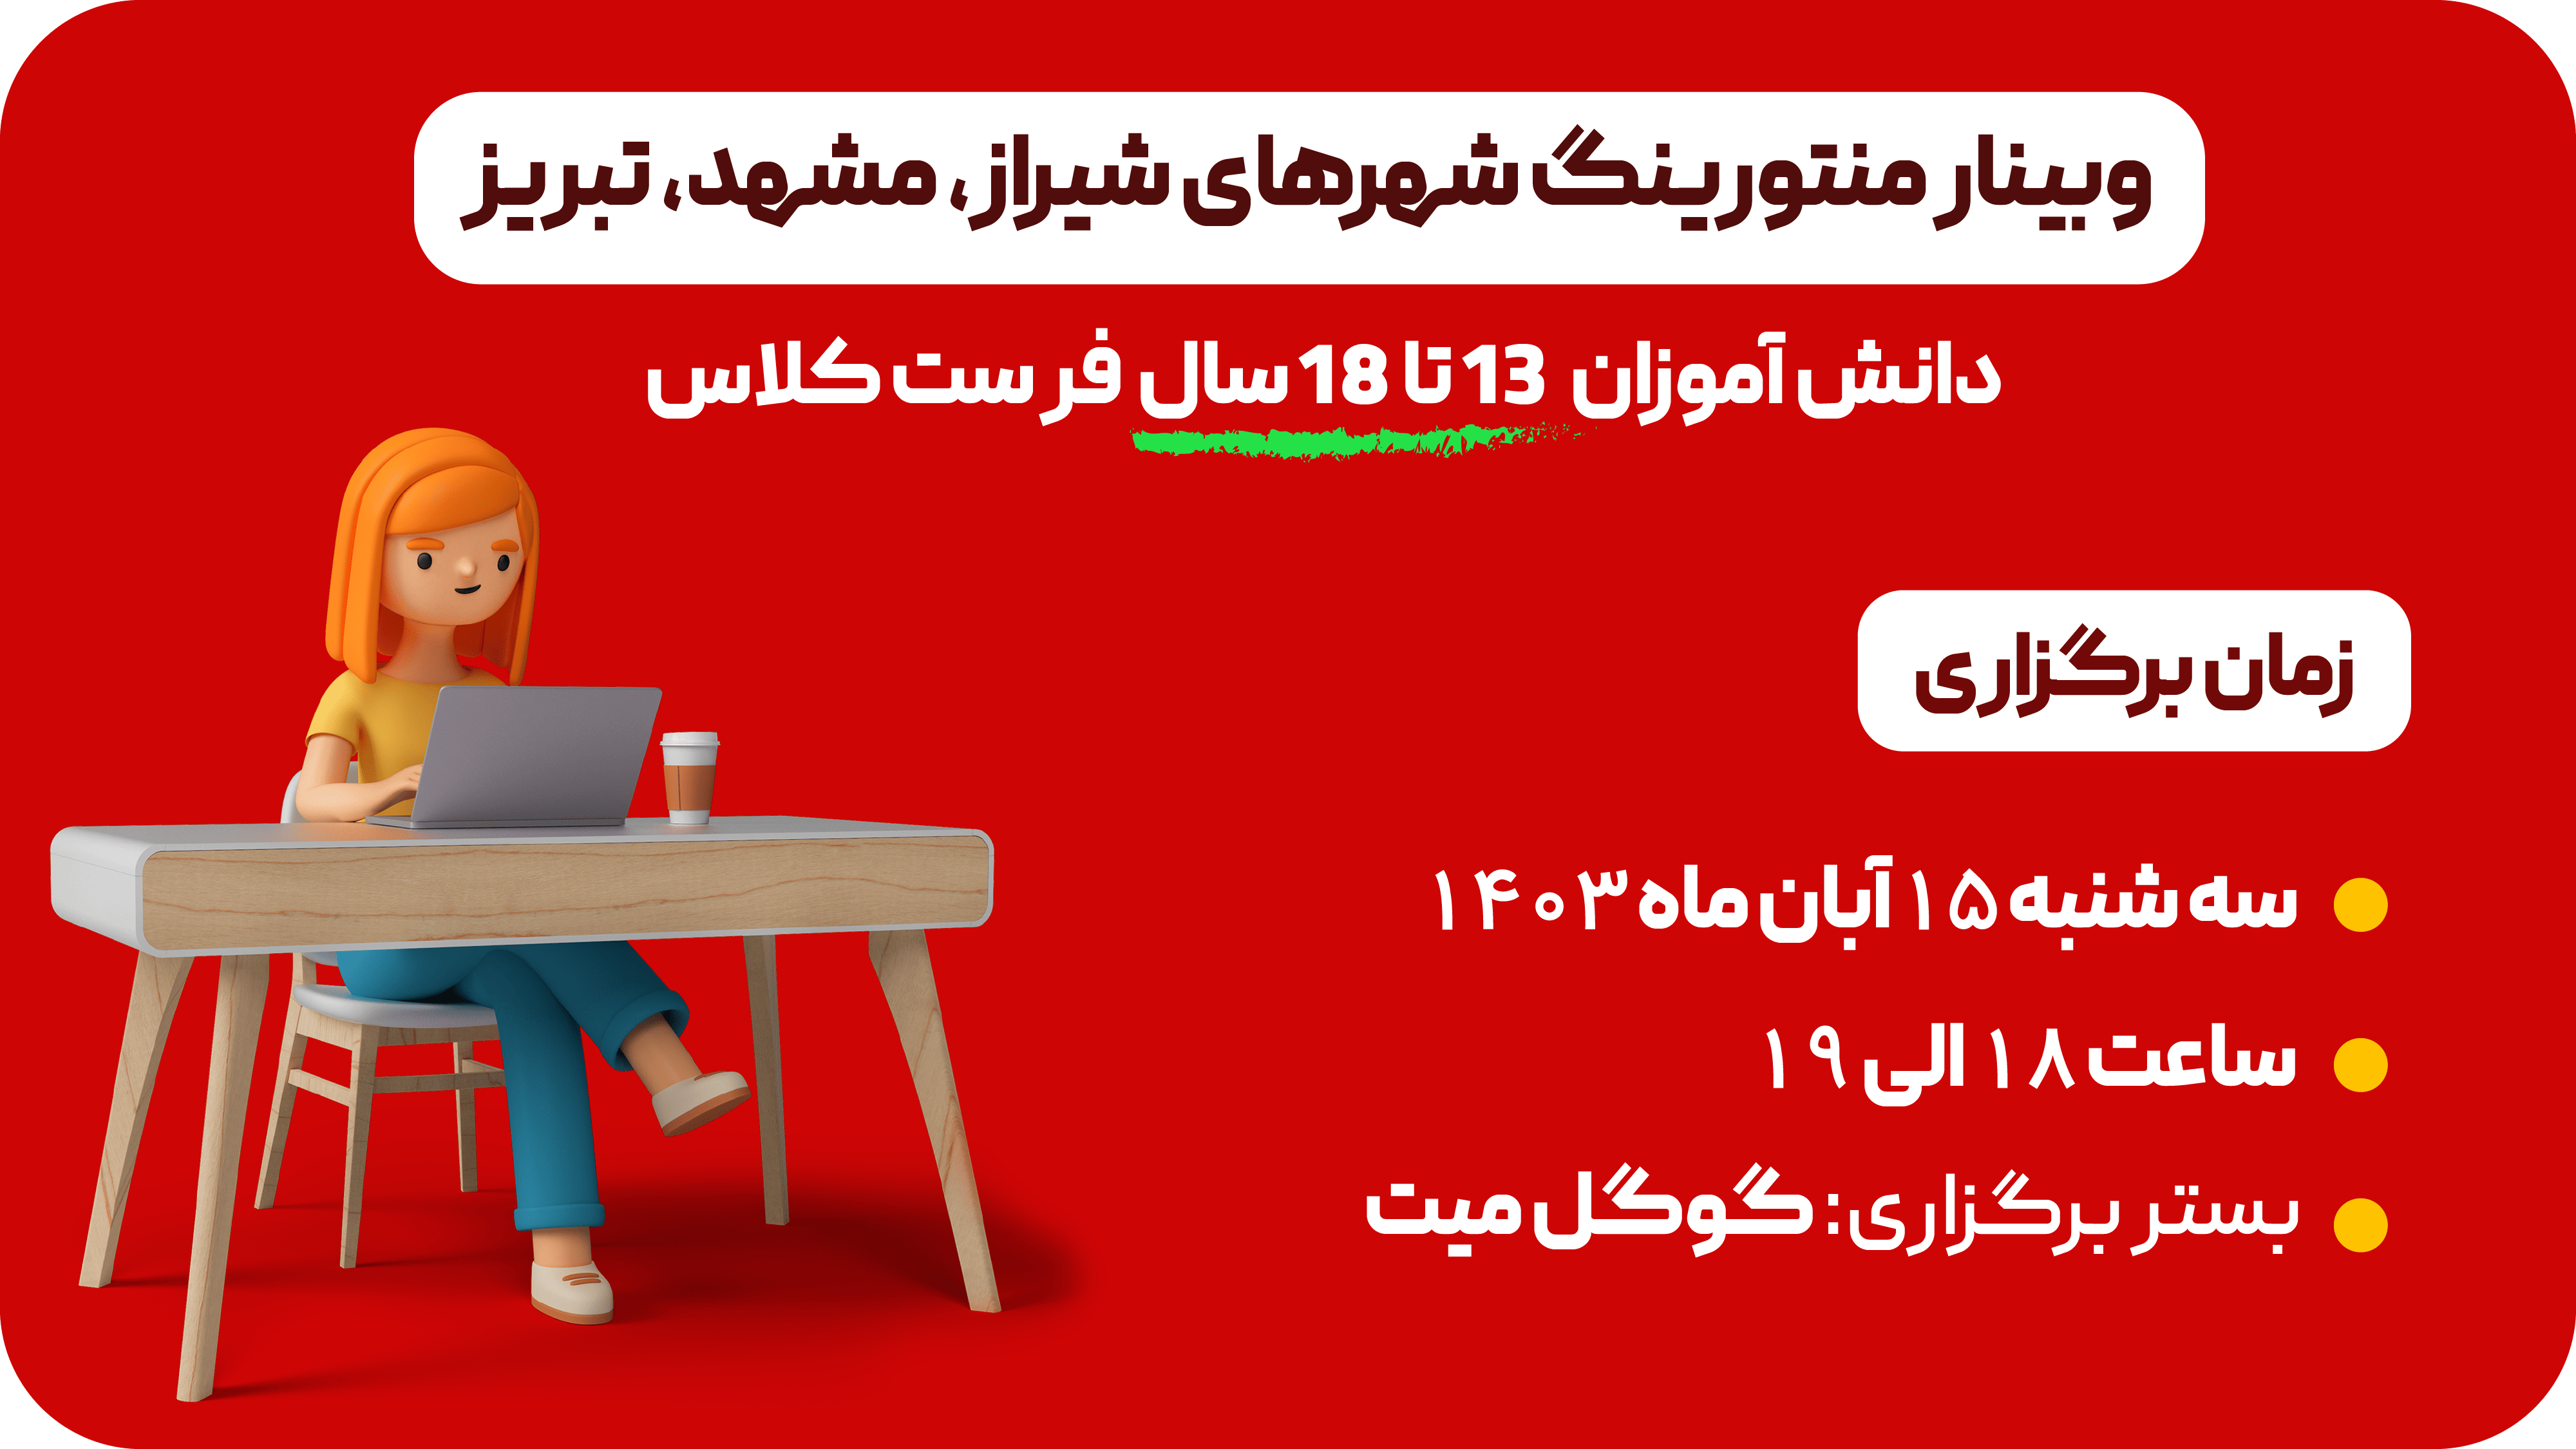 وبینار منتورینگ شهرهای شیراز، مشهد، تبریز
دانش آموزان 13 تا 18 سال فرست کلاس
زمان برگزاری
سه شنبه ۱۵ آبان ماه ۱۴۰۳
ساعت ۱۸ الی ۱۹
بستر برگزاری: گوگل میت